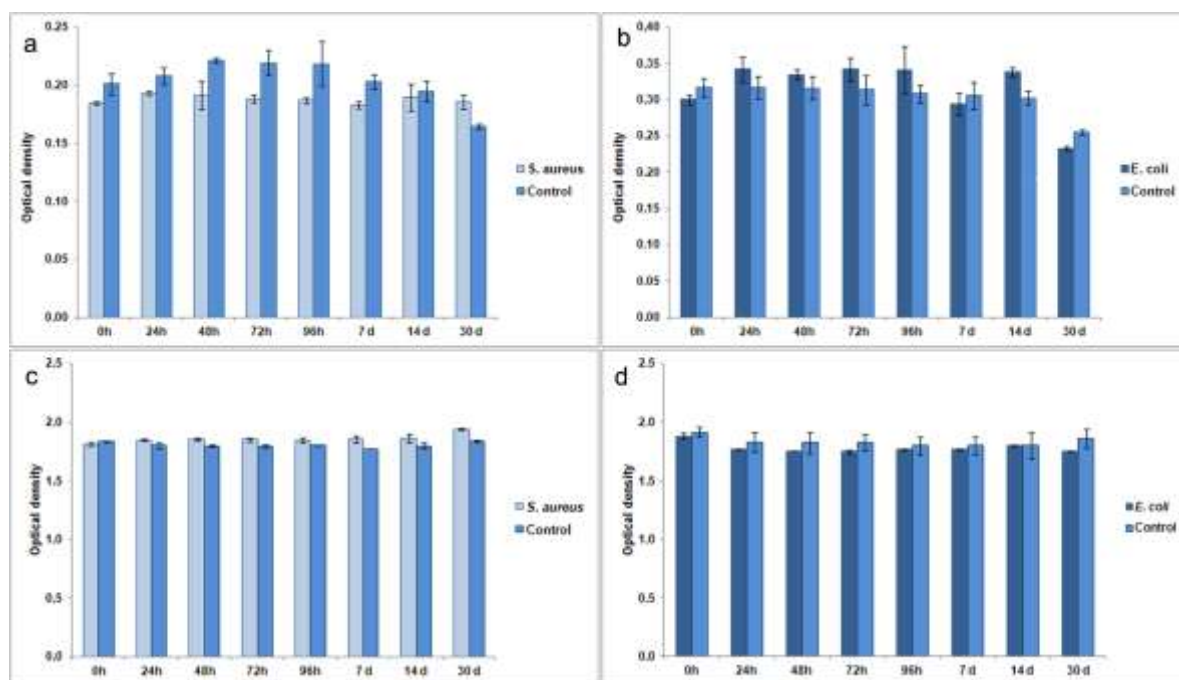 a
0.25
0.20
0.15
0.10
0.05
0.00
Optical density
0h 24h 48h 72h 96h 7 d 14 d 30 d
S. aureus
Control
b
0,40
0.35
0.30
0.25
0.20
0.15
0.10
0.05
0.00
Optical density
0h 24h 48h 72h 96h 7 d 14 d 30 d
E. coli
Control
c
2.5
2.0
1.5
1.0
0.5
0.0
Optical density
0h 24h 48h 72h 96h 7 d 14 d 30 d
S. aureus
Control
d
2.5
2.0
1.5
1.0
0.5
0.0
Optical density
0h 24h 48h 72h 96h 7 d 14 d 30 d
E. coli
Control